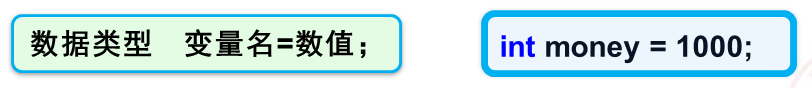 数据类型 变量名=数值；
int money = 1000;